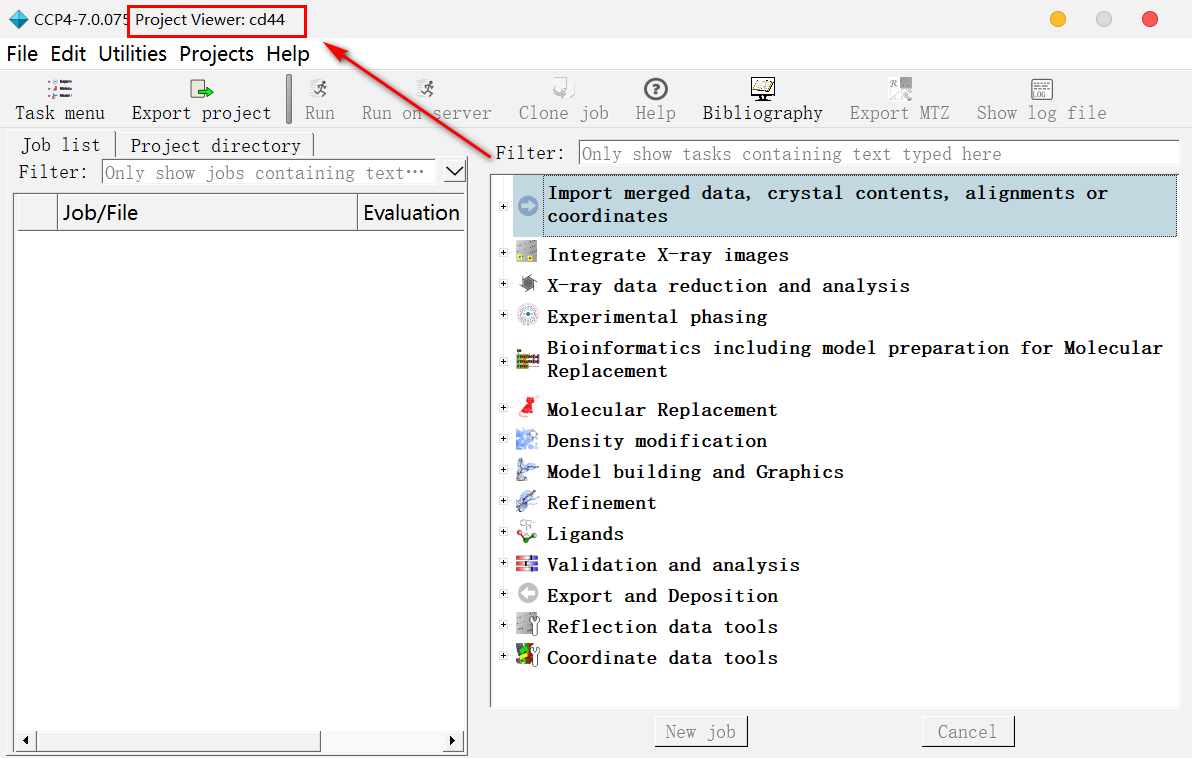 CCP4-7.0.075 Project Viewer: cd44
File Edit Utilities Projects Help
Task menu Export project Run Run on server Clone job Help Bibliography Export MTZ Show log file
Job list Project directory
Filter: Only show jobs containing text···
Job/File Evaluation
Filter: Only show tasks containing text typed here
Import merged data, crystal contents, alignments or
coordinates
Integrate X-ray images
X-ray data reduction and analysis
Experimental phasing
Bioinformatics including model preparation for Molecular
Replacement
Molecular Replacement
Density modification
Model building and Graphics
Refinement
Ligands
Validation and analysis
Export and Deposition
Reflection data tools
Coordinate data tools
New job Cancel